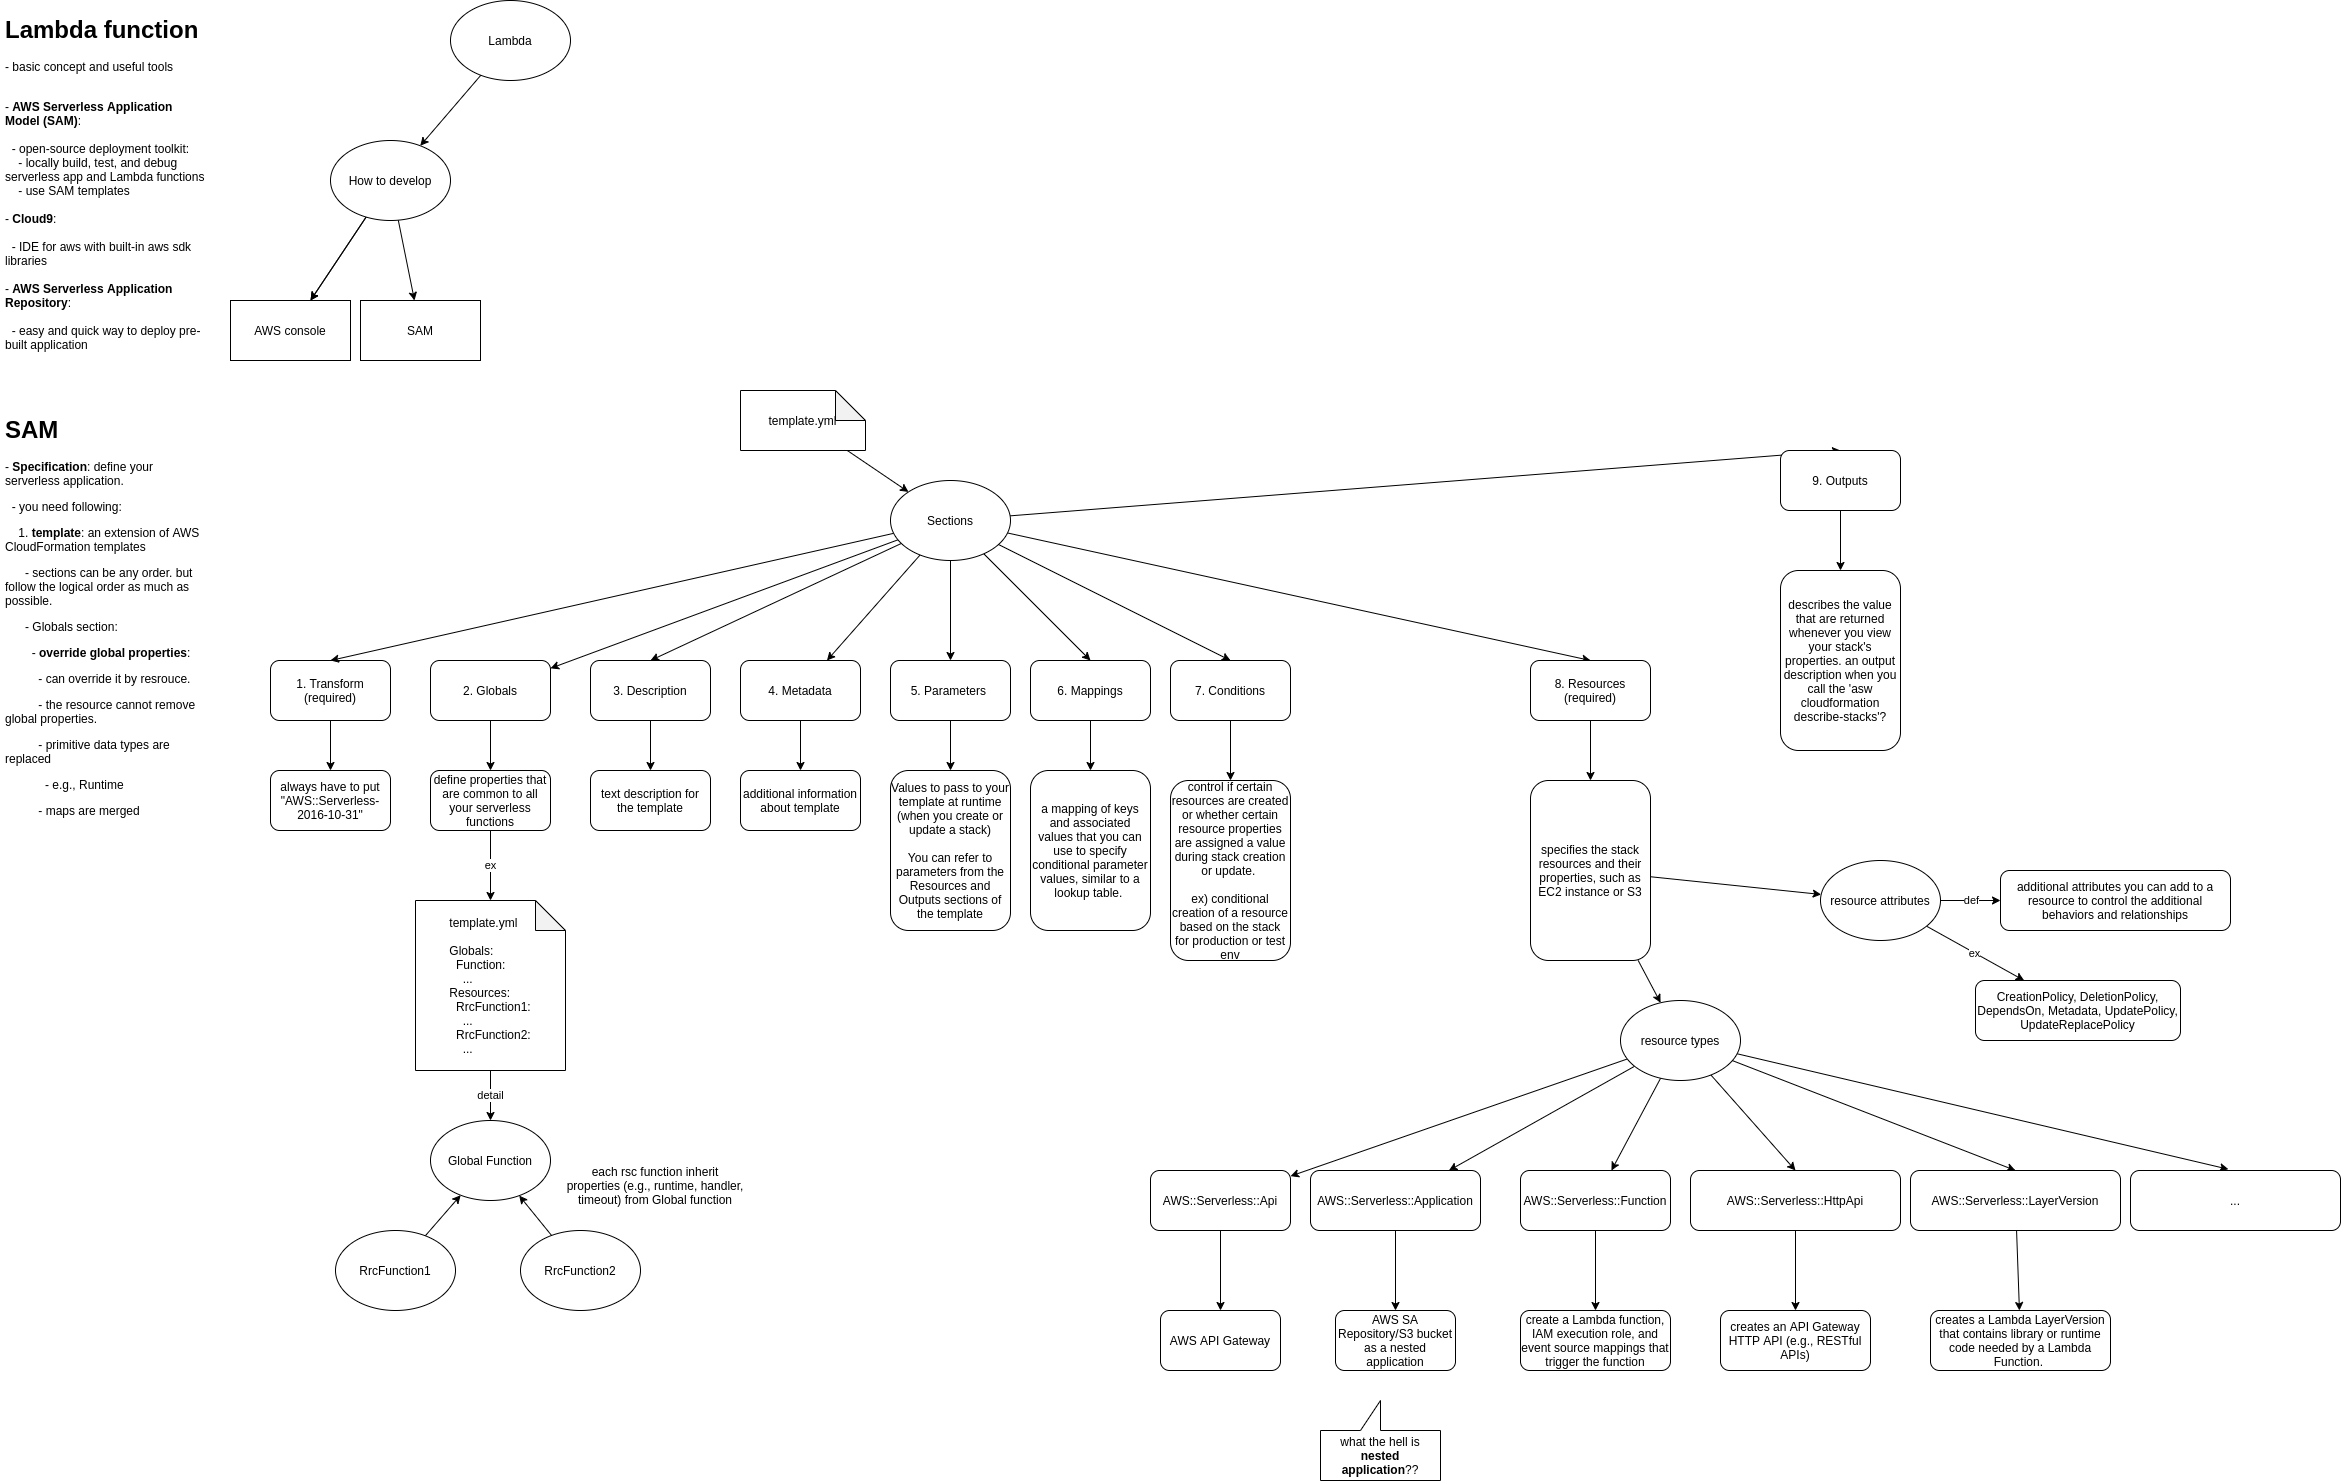 Lambda function
- basic concept and useful tools
- AWS Serverless Application
Model (SAM):
- open-source deployment toolkit:
- locally build, test, and debug
serverless app and Lambda functions
- use SAM templates
- Cloud9:
- IDE for aws with built-in aws sdk
libraries
- AWS Serverless Application
Repository:
- easy and quick way to deploy pre-
built application
Lambda
How to develop
AWS console
SAM
SAM
- Specification: define your
serverless application.
- you need following:
1. template: an extension of AWS
CloudFormation templates
- sections can be any order. but
follow the logical order as much as
possible.
- Globals section:
- override global properties:
- can override it by resrouce.
- the resource cannot remove
global properties.
- primitive data types are
replaced
- e.g., Runtime
- maps are merged
template.yml
Sections
1. Transform
(required)
always have to put
"AWS::Serverless-
2016-10-31"
2. Globals
define properties that
are common to all
your serverless
functions
ex
template.yml
Globals:
Function:
...
Resources:
RrcFunction1:
...
RrcFunction2:
...
detail
Global Function
each rsc function inherit
properties (e.g., runtime, handler,
timeout) from Global function
RrcFunction1
RrcFunction2
3. Description
text description for
the template
4. Metadata
additional information
about template
5. Parameters
Values to pass to your
template at runtime
(when you create or
update a stack)
You can refer to
parameters from the
Resources and
Outputs sections of
the template
6. Mappings
a mapping of keys
and associated
values that you can
use to specify
conditional parameter
values, similar to a
lookup table.
7. Conditions
control if certain
resources are created
or whether certain
resource properties
are assigned a value
during stack creation
or update.
ex) conditional
creation of a resource
based on the stack
for production or test
env
8. Resources
(required)
specifies the stack
resources and their
properties, such as
EC2 instance or S3
9. Outputs
describes the value
that are returned
whenever you view
your stack's
properties. an output
description when you
call the 'asw
cloudformation
describe-stacks'?
resource attributes
def
additional attributes you can add to a
resource to control the additional
behaviors and relationships
ex
CreationPolicy, DeletionPolicy,
DependsOn, Metadata, UpdatePolicy,
UpdateReplacePolicy
resource types
AWS::Serverless::Api
AWS::Serverless::Application
AWS::Serverless::Function
AWS::Serverless::HttpApi
AWS::Serverless::LayerVersion
...
AWS API Gateway
AWS SA
Repository/S3 bucket
as a nested
application
create a Lambda function,
IAM execution role, and
event source mappings that
trigger the function
creates an API Gateway
HTTP API (e.g., RESTful
APIs)
creates a Lambda LayerVersion
that contains library or runtime
code needed by a Lambda
Function.
what the hell is
nested
application??